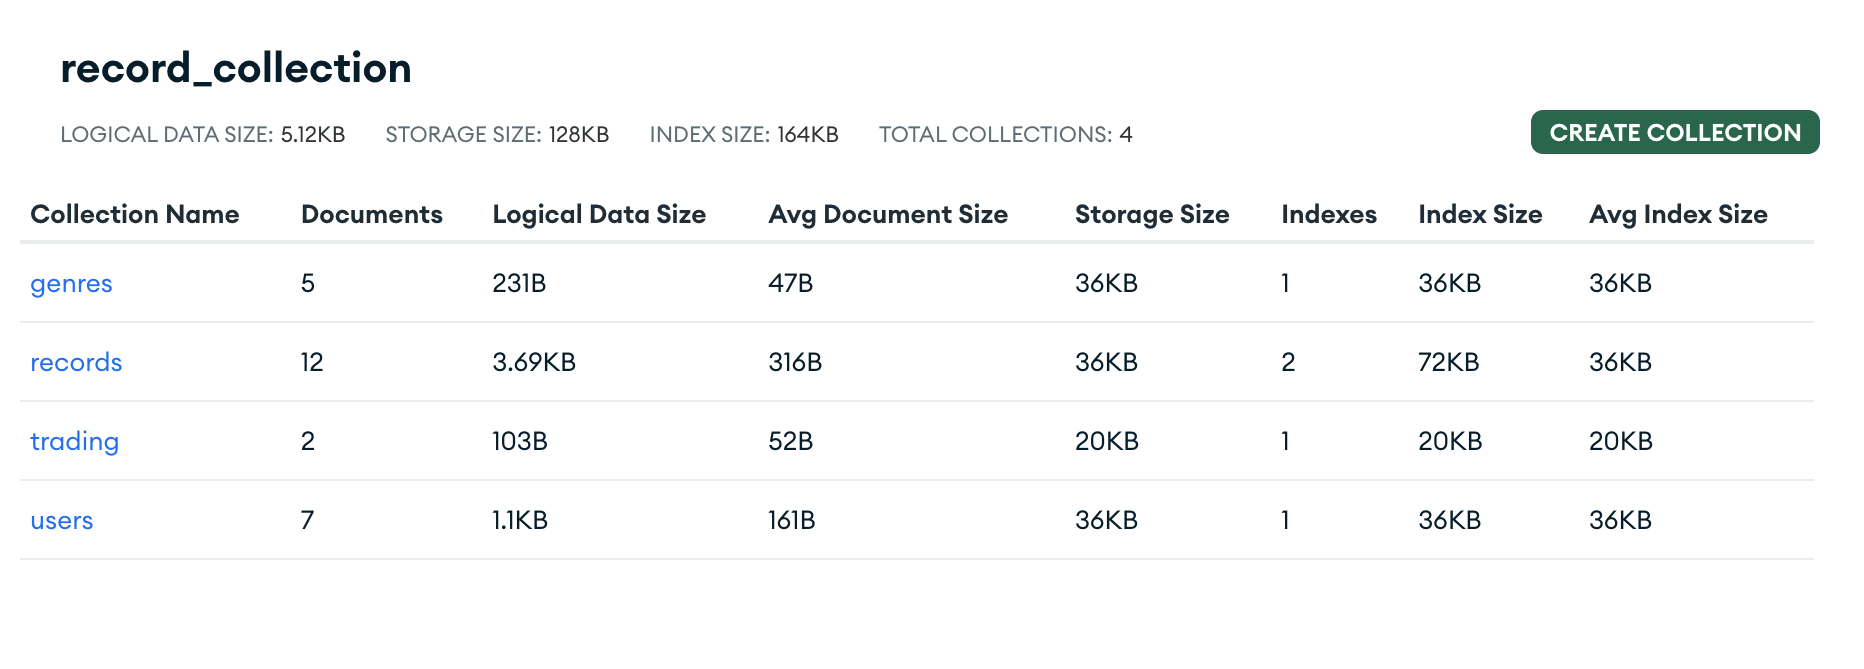 record_collection
LOGICAL DATA SIZE: 5.12KB STORAGE SIZE: 128KB INDEX SIZE: 164KB TOTAL COLLECTIONS: 4 CREATE COLLECTION
Collection Name Documents Logical Data Size Avg Document Size Storage Size Indexes Index Size Avg Index Size
genres 5 231B 47B 36KB 1 36KB 36KB
records 12 3.69KB 316B 36KB 2 72KB 36KB
trading 2 103B 52B 20KB 1 20KB 20KB
users 7 1.1KB 161B 36KB 1 36KB 36KB